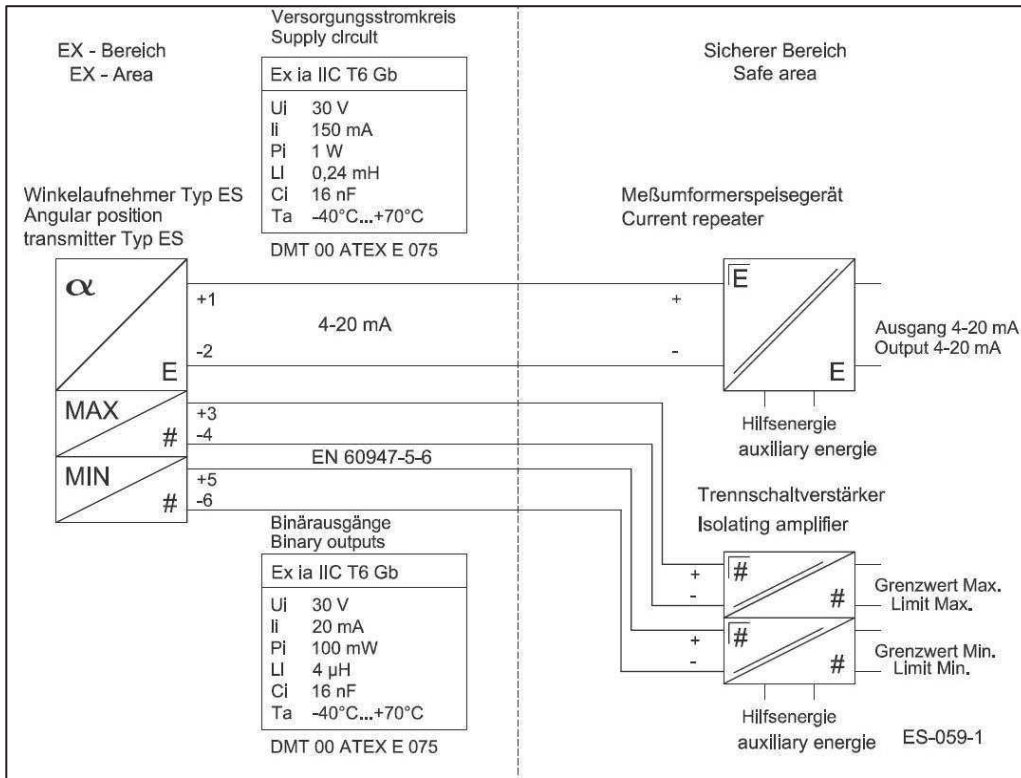 EX - Bereich
EX - Area
Versorgungsstromkreis
Supply circuit
Ex ia IIC T6 Gb
Ui 30 V
Ii 150 mA
Pi 1 W
LI 0,24 mH
Ci 16 nF
Ta -40°C...+70°C
DMT 00 ATEX E 075
Sicherer Bereich
Safe area
Winkelaufnehmer Typ ES
Angular position
transmitter Typ ES
α
E
+1
4-20 mA
-2
MAX
#
+3
-4
MIN
#
+5
-6
EN 60947-5-6
Meßumformerspeisegerät
Current repeater
+
-
E
E
Ausgang 4-20 mA
Output 4-20 mA
Hilfsenergie
auxiliary energie
Binärausgänge
Binary outputs
Ex ia IIC T6 Gb
Ui 30 V
Ii 20 mA
Pi 100 mW
LI 4 µH
Ci 16 nF
Ta -40°C...+70°C
DMT 00 ATEX E 075
Trennschaltverstärker
Isolating amplifier
+
-
#
#
Grenzwert Max.
Limit Max.
+
-
#
#
Grenzwert Min.
Limit Min.
Hilfsenergie
auxiliary energie
ES-059-1